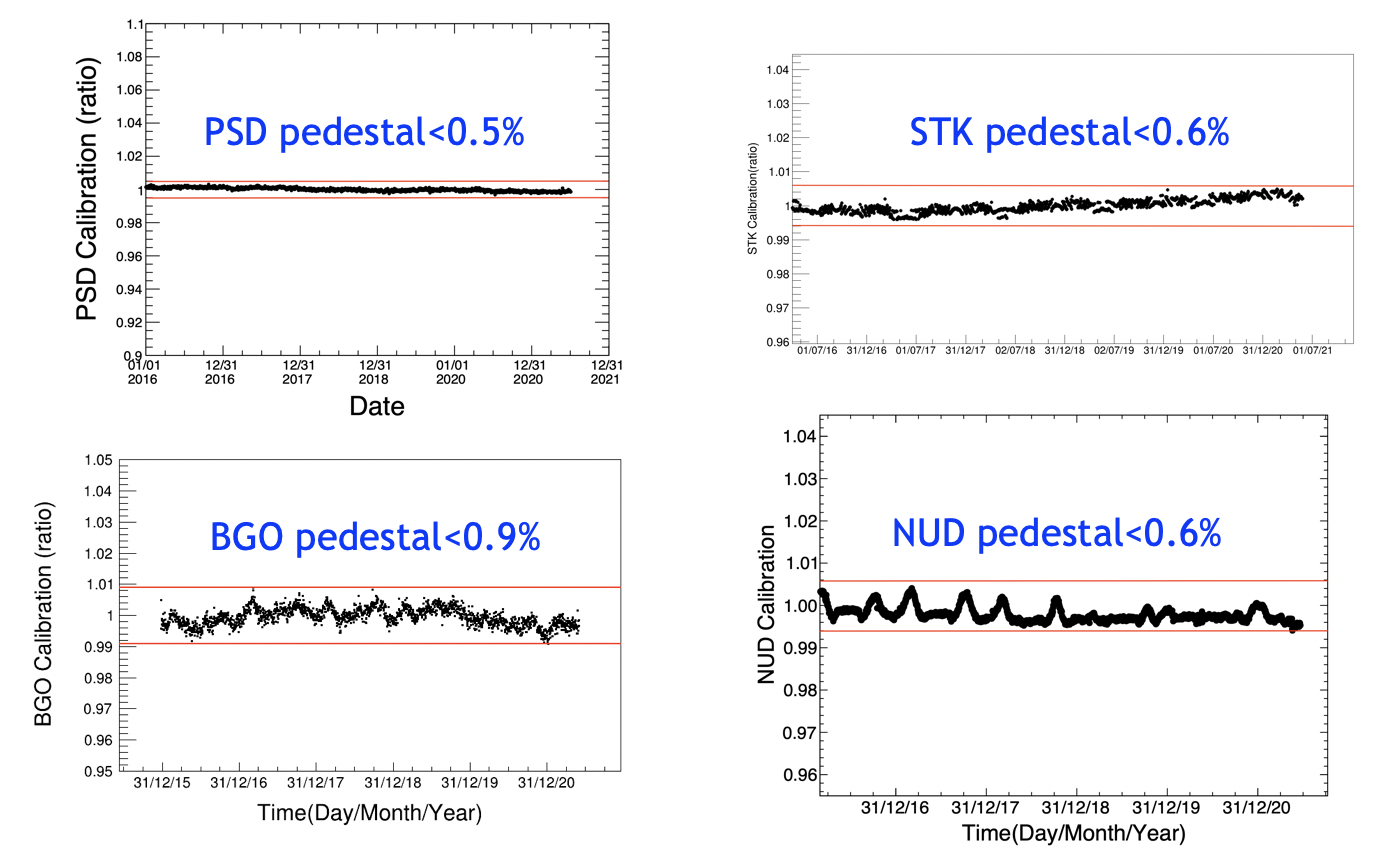 PSD pedestal<0.5%
PSD Calibration (ratio)
1.1
1.08
1.06
1.04
1.02
1
0.98
0.96
0.94
0.92
0.9
01/01 12/31 12/31 12/31 01/01 12/31 12/31
2016 2016 2017 2018 2020 2020 2021
Date
STK pedestal<0.6%
STK Calibration(ratio)
1.04
1.03
1.02
1.01
1
0.99
0.98
0.97
0.96
01/07/16 31/12/16 01/07/17 31/12/17 02/07/18 31/12/18 02/07/19 31/12/19 01/07/20 31/12/20 01/07/21
BGO pedestal<0.9%
BGO Calibration (ratio)
1.05
1.04
1.03
1.02
1.01
1
0.99
0.98
0.97
0.96
0.95
31/12/15 31/12/16 31/12/17 31/12/18 31/12/19 31/12/20
Time(Day/Month/Year)
NUD pedestal<0.6%
NUD Calibration
1.04
1.03
1.02
1.01
1.00
0.99
0.98
0.97
0.96
31/12/16 31/12/17 31/12/18 31/12/19 31/12/20
Time(Day/Month/Year)